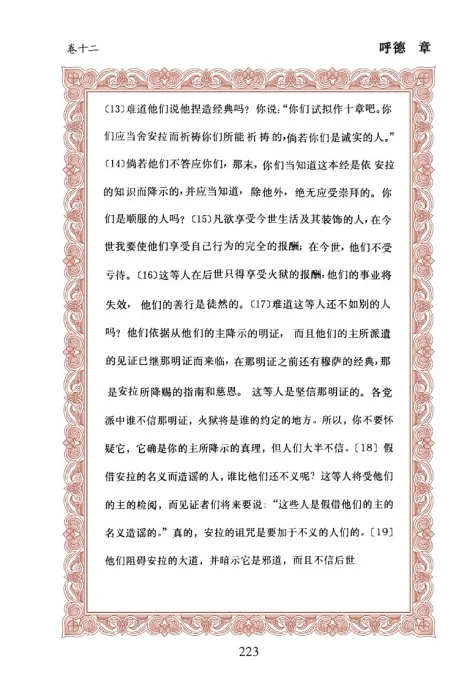 卷十二
呼德 章
〔13〕难道他们说他捏造经典吗？你说：“你们试拟作十章吧。你
们应当舍安拉而祈祷你们所能祈祷的，倘若你们是诚实的人。”
〔14〕倘若他们不答应你们，那末，你们当知道这本经是依安拉
的知识而降示的，并应当知道，除他外，绝无应受崇拜的。你
们是顺服的人吗？〔15〕凡欲享受今世生活及其装饰的人，在今
世我要使他们享受自己行为的完全的报酬；在今世，他们不受
亏待。〔16〕这等人在后世只得享受火狱的报酬，他们的事业将
失效，他们的善行是徒然的。〔17〕难道这等人还不如别的人
吗？他们依据从他们的主降示的明证，而且他们的主所派遣
的见证已继那明证而来临，在那明证之前还有穆萨的经典，那
是安拉所降赐的指南和慈恩。这等人是坚信那明证的。各党
派中谁不信那明证，火狱将是谁的约定的地方。所以，你不要怀
疑它，它确是你的主所降示的真理，但人们大半不信。〔18〕假
借安拉的名义而造谣的人，谁比他们还不义呢？这等人将受他们
的主的检阅，而见证者们将来要说：“这些人是假借他们的主的
名义造谣的。”真的，安拉的诅咒是要加于不义的人们的。〔19〕
他们阻碍安拉的大道，并暗示它是邪道，而且不信后世
223